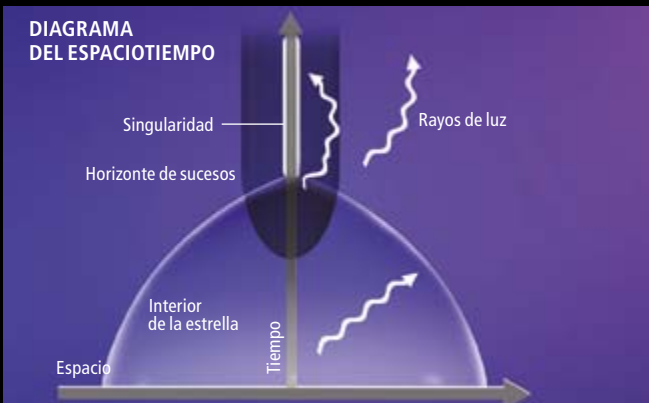 DIAGRAMA
DEL ESPACIOTIEMPO
Singularidad
Rayos de luz
Horizonte de sucesos
Interior
de la estrella
Tiempo
Espacio